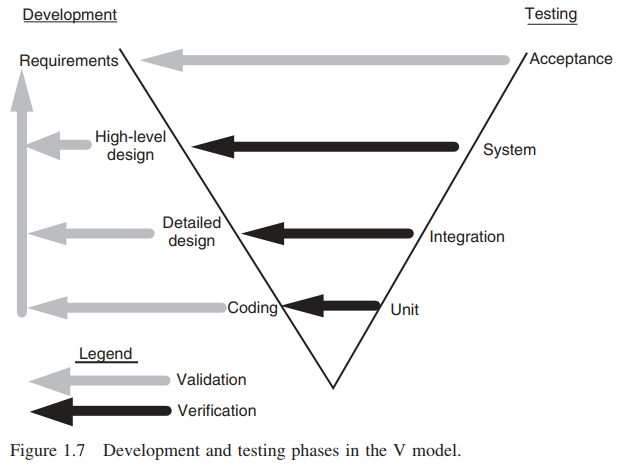 Development
Testing
Requirements
Acceptance
High-level
design
System
Detailed
design
Integration
Coding
Unit
Legend
Validation
Verification
Figure 1.7 Development and testing phases in the V model.